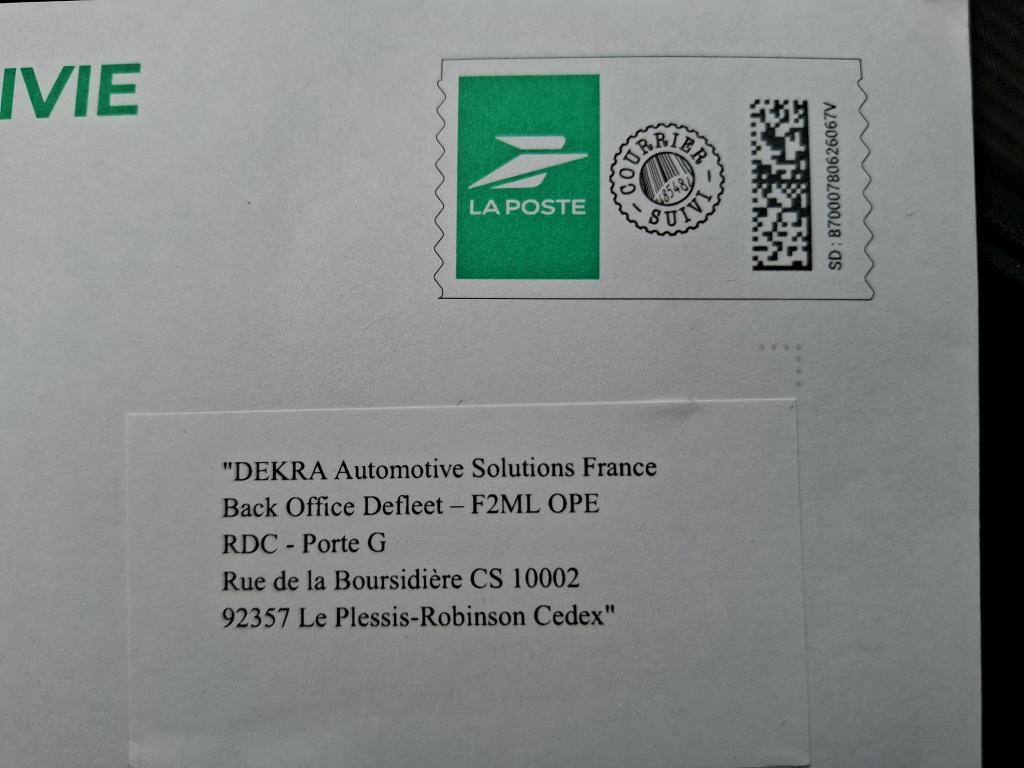 IVIE
LA POSTE
COURRIER
- SUIVI -
SD : 87000780626067V
"DEKRA Automotive Solutions France
Back Office Defleet – F2ML OPE
RDC - Porte G
Rue de la Boursidière CS 10002
92357 Le Plessis-Robinson Cedex"